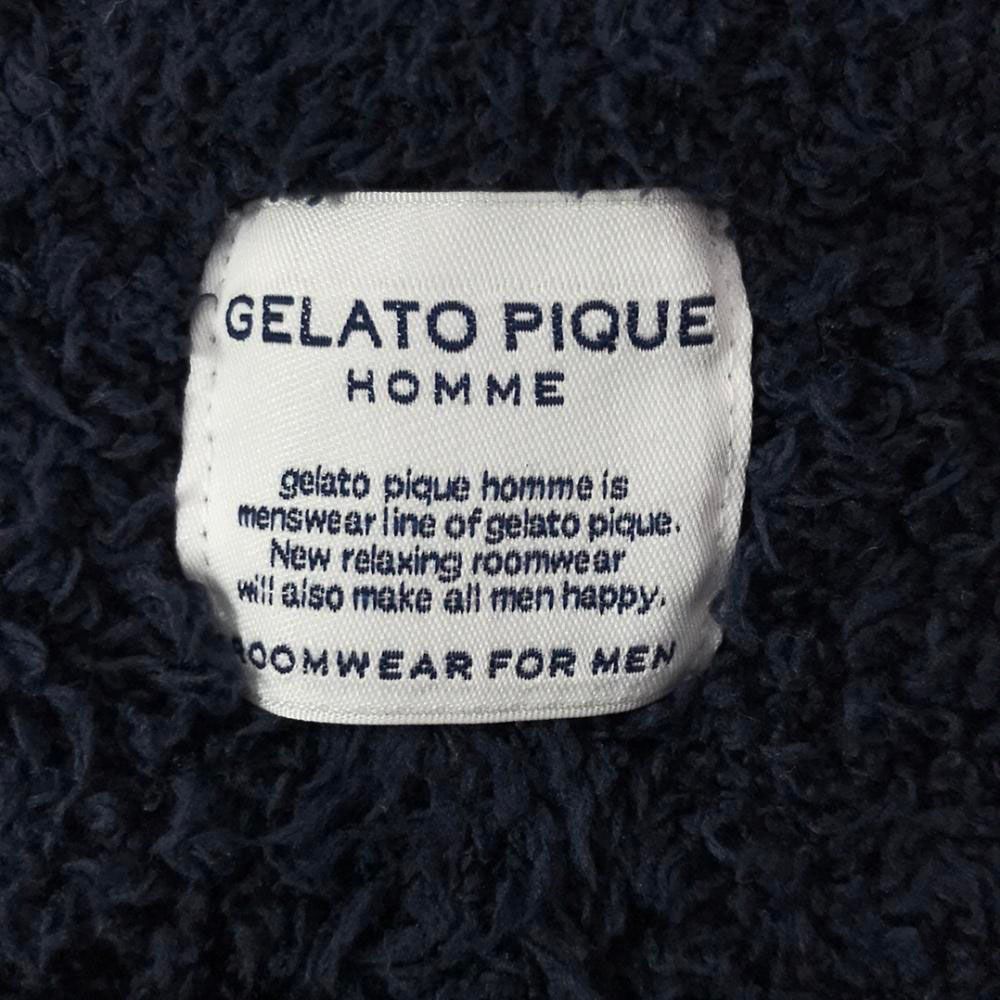 GELATO PIQUE
HOMME
gelato pique homme is
menswear line of gelato pique.
New relaxing roomwear
will also make all men happy.
ROOMWEAR FOR MEN